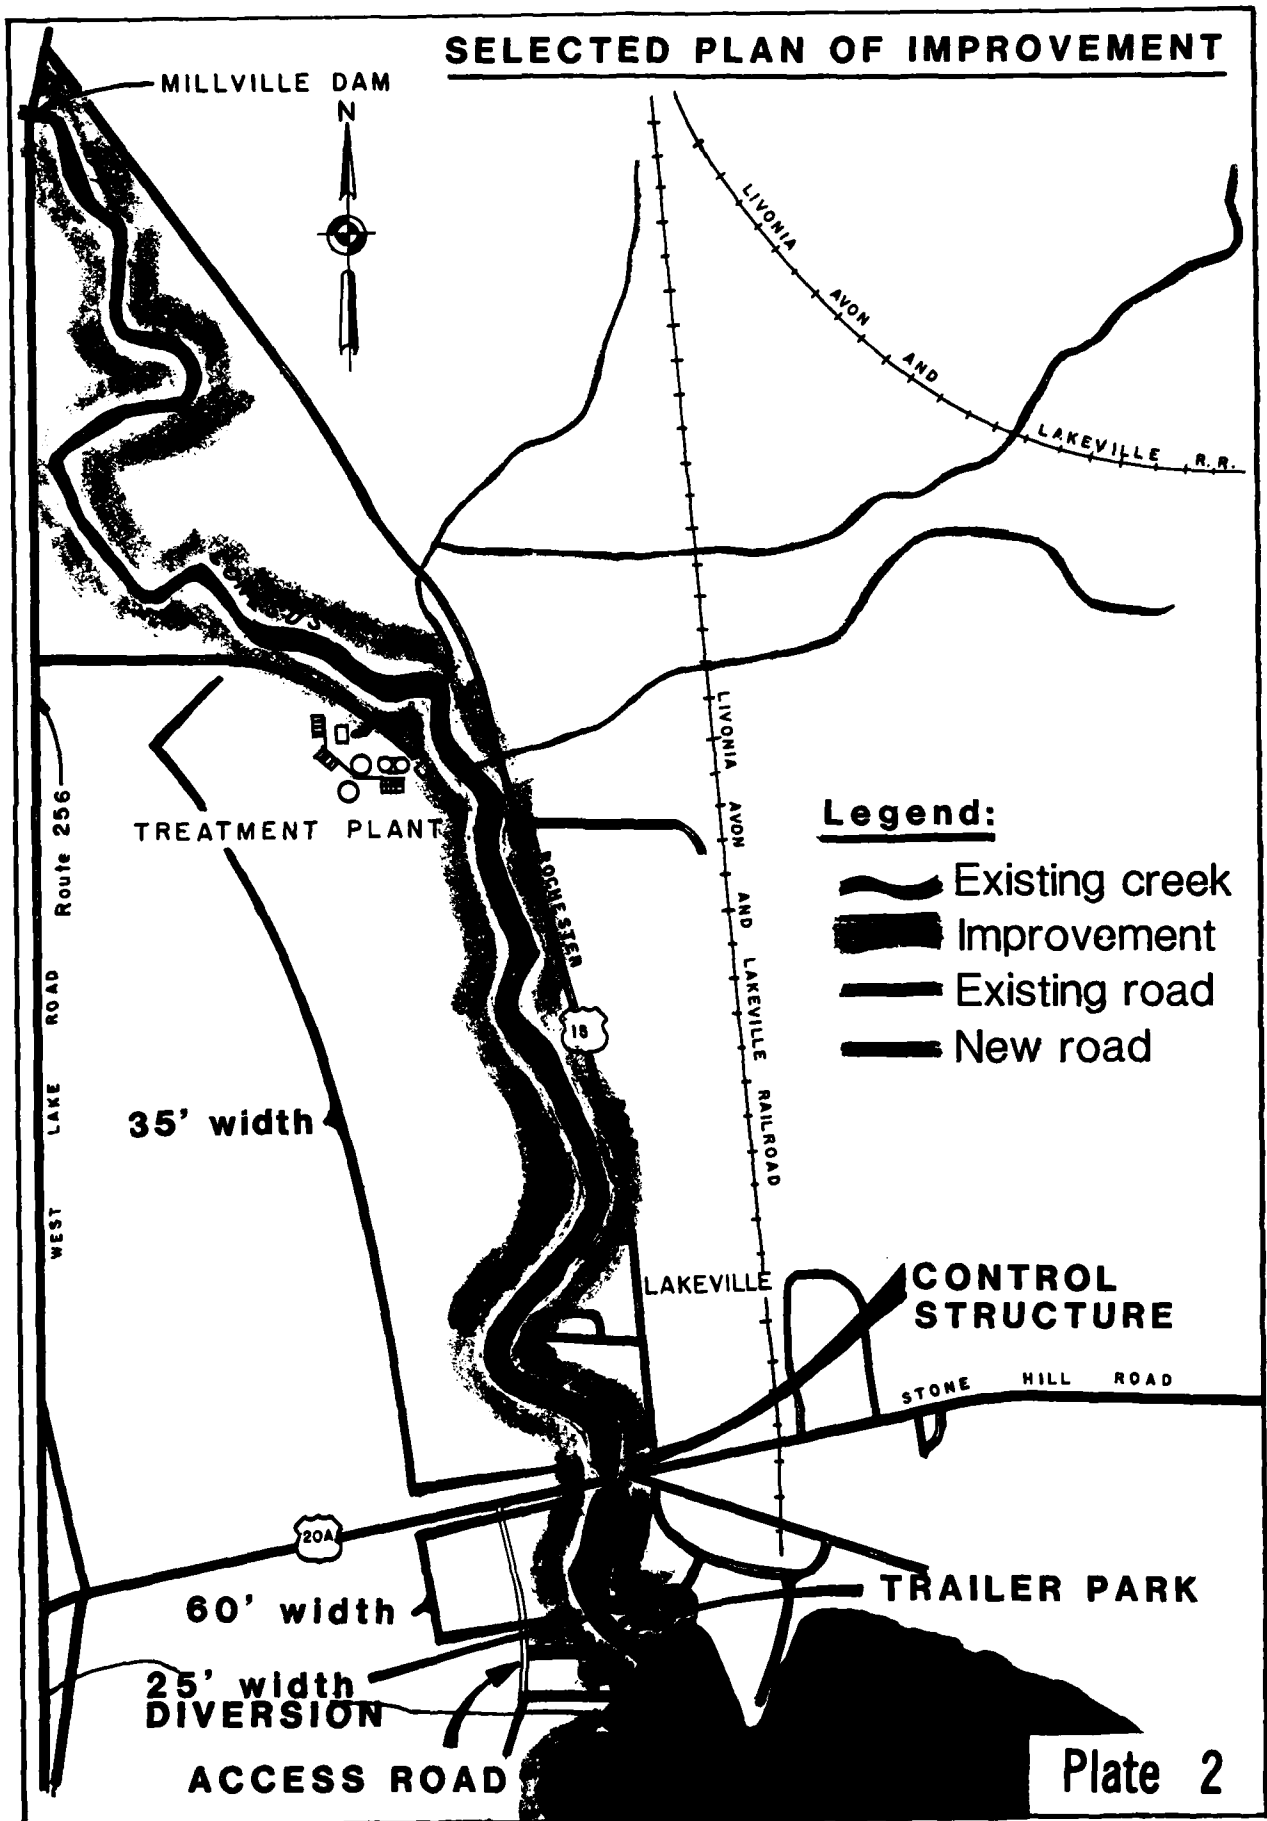 SELECTED PLAN OF IMPROVEMENT
MILLVILLE DAM
N
LIVONIA AVON AND LAKEVILLE R.R.
TREATMENT PLANT
Route 256
WEST LAKE ROAD
ROCHESTER
15
LIVONIA AVON AND LAKEVILLE RAILROAD
Legend:
Existing creek
Improvement
Existing road
New road
35' width
LAKEVILLE
CONTROL
STRUCTURE
STONE HILL ROAD
20A
TRAILER PARK
60' width
25' width
DIVERSION
ACCESS ROAD
Plate 2